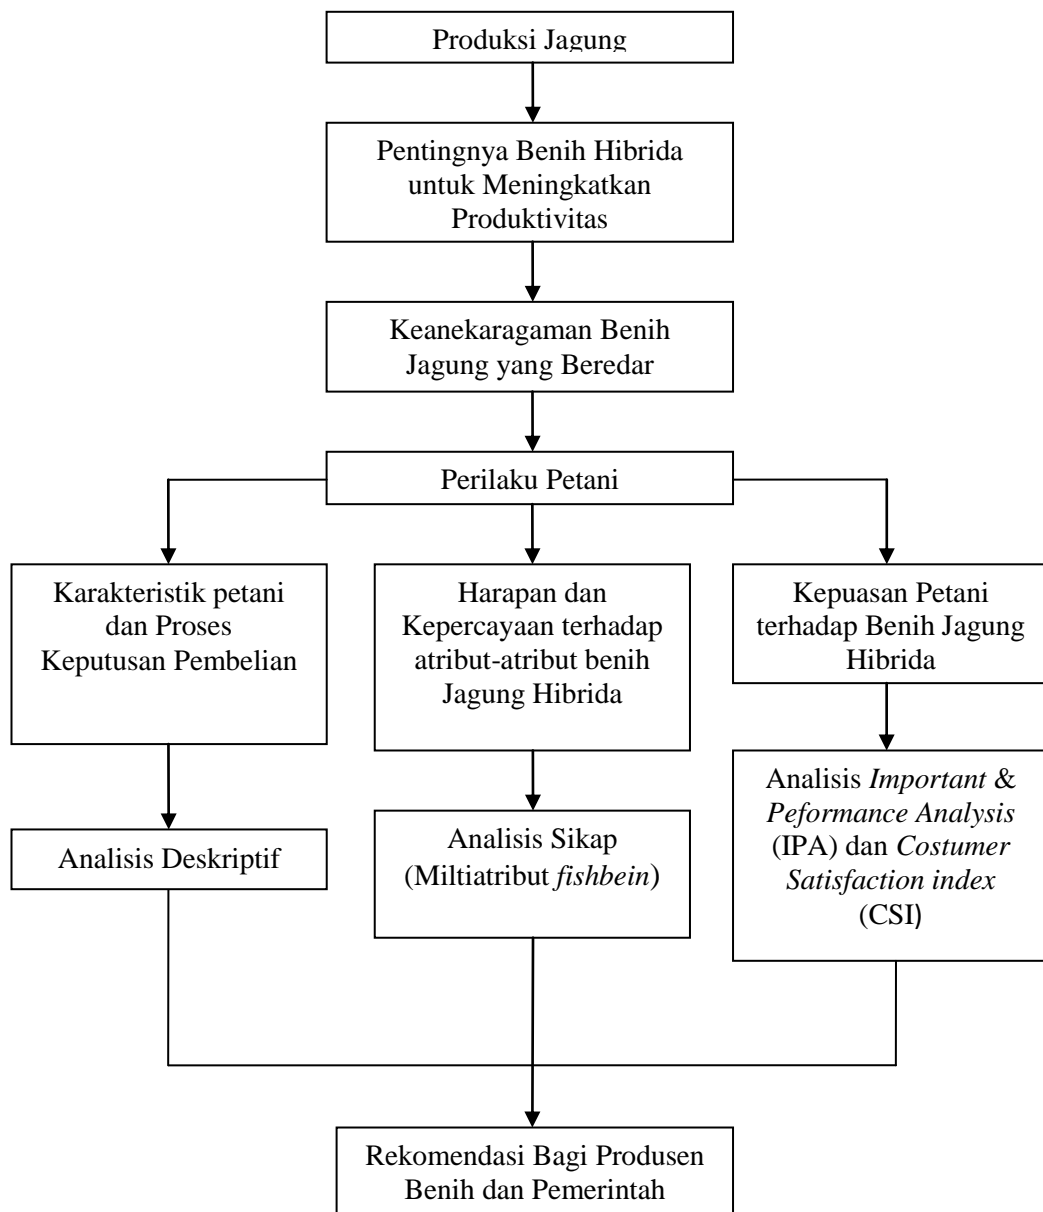 Produksi Jagung
Pentingnya Benih Hibrida
untuk Meningkatkan
Produktivitas
Keanekaragaman Benih
Jagung yang Beredar
Perilaku Petani
Karakteristik petani
dan Proses
Keputusan Pembelian
Harapan dan
Kepercayaan terhadap
atribut-atribut benih
Jagung Hibrida
Kepuasan Petani
terhadap Benih Jagung
Hibrida
Analisis Deskriptif
Analisis Sikap
(Miltiatribut fishbein)
Analisis Important &
Peformance Analysis
(IPA) dan Costumer
Satisfaction index
(CSI)
Rekomendasi Bagi Produsen
Benih dan Pemerintah